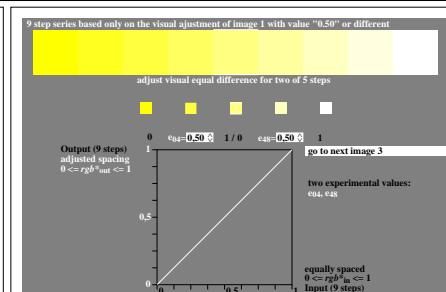 9 step series based only on the visual ajustment of image 1 with value "0.50" or different
adjust visual equal difference for two of 5 steps
0 e04=0,50 1 / 0 e48=0,50 1
Output (9 steps)
adjusted spacing
0 <= rgb*out <= 1
1
go to next image 3
two experimental values:
e04, e48
0,5
equally spaced
0 <= rgb*in <= 1
Input (9 steps)
0
0 0,5 1